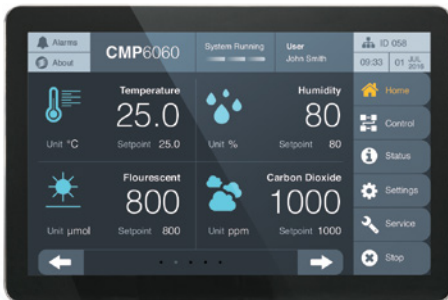 Alarms
About
CMP6060
System Running
User
John Smith
ID 058
09:33 01 JUL 2016
Temperature
25.0
Unit °C Setpoint 25.0
Humidity
80
Unit % Setpoint 80
Flourescent
800
Unit µmol Setpoint 800
Carbon Dioxide
1000
Unit ppm Setpoint 1000
Home
Control
Status
Settings
Service
Stop